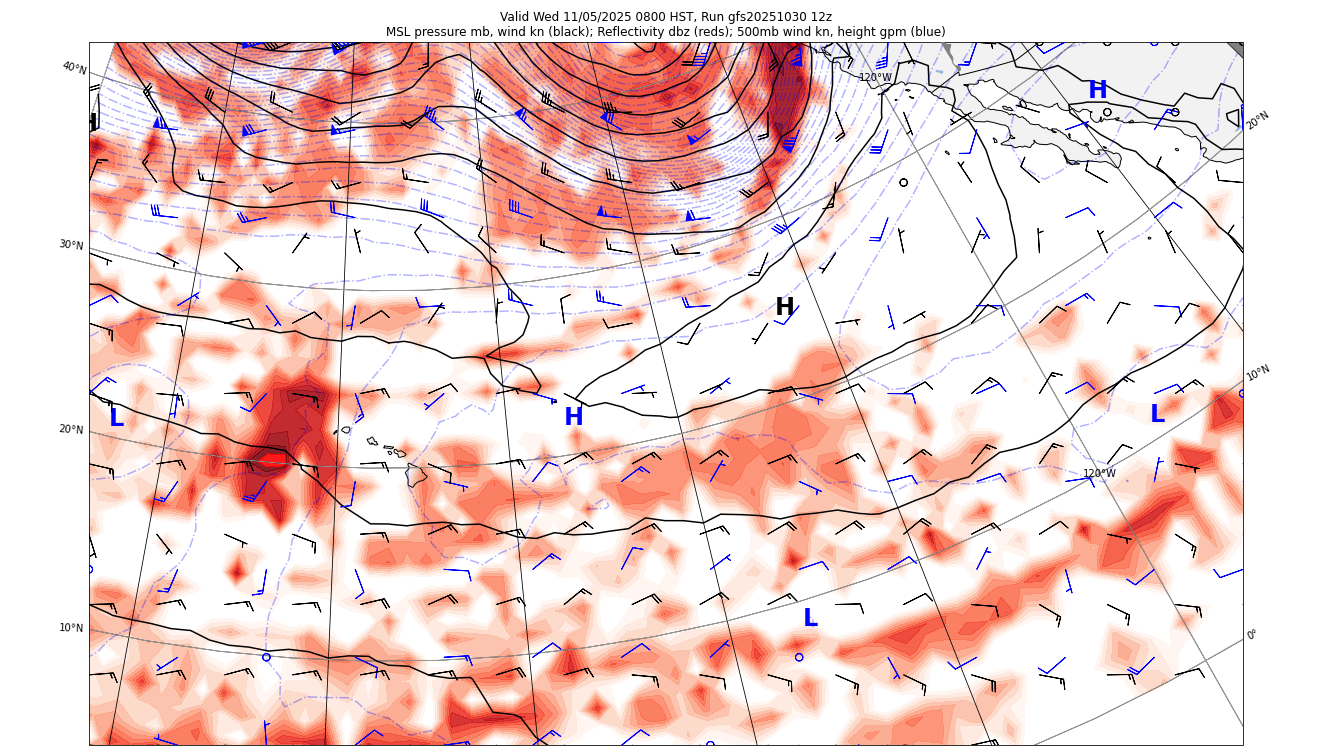 Valid Wed 11/05/2025 0800 HST, Run gfs20251030 12z
MSL pressure mb, wind kn (black); Reflectivity dbz (reds); 500mb wind kn, height gpm (blue)
40°N
120°W
H
20°N
H
30°N
H
10°N
L
H
L
20°N
120°W
L
10°N
0°